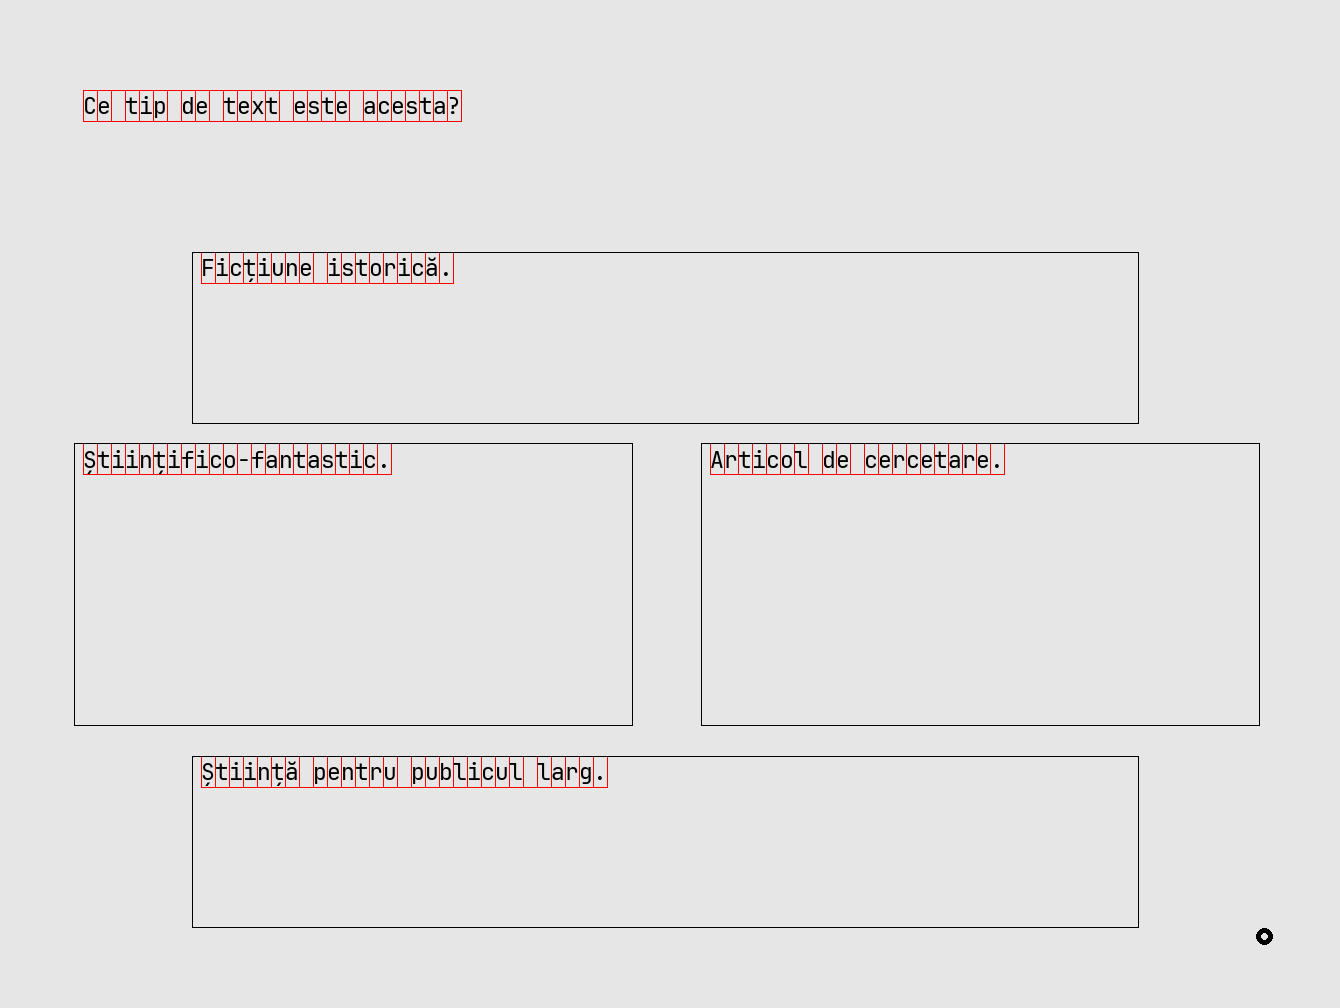 Ce tip de text este acesta?
Ficțiune istorică.
Științifico-fantastic.
Articol de cercetare.
Știință pentru publicul larg.